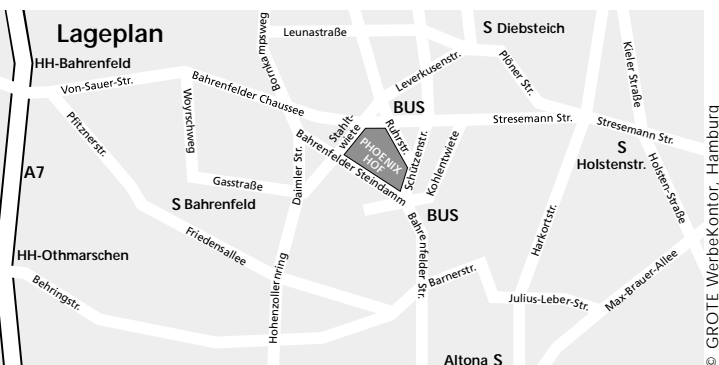 Lageplan
HH-Bahrenfeld
Von-Sauer-Str.
Bornkampsweg
Leunastraße
S Diebsteich
Kieler Straße
Plöner Str.
Leverkusenstr.
Bahrenfelder Chaussee
BUS
Stresemann Str.
Stresemann Str.
Pfitznerstr.
Woyrschweg
Stahlt-
wiete
Ruhrstr.
PHOENIX
HOF
Schützenstr.
Kohlentwiete
Bahrenfelder Steindamm
S
Holstenstr.
Holsten-Straße
A7
Gasstraße
Daimler Str.
S Bahrenfeld
BUS
Bahrenfelder Str.
Harkortstr.
HH-Othmarschen
Friedensallee
Behringstr.
Hohenzollernring
Barnerstr.
Julius-Leber-Str.
Max-Brauer-Allee
Altona S
© GROTE WerbeKontor, Hamburg